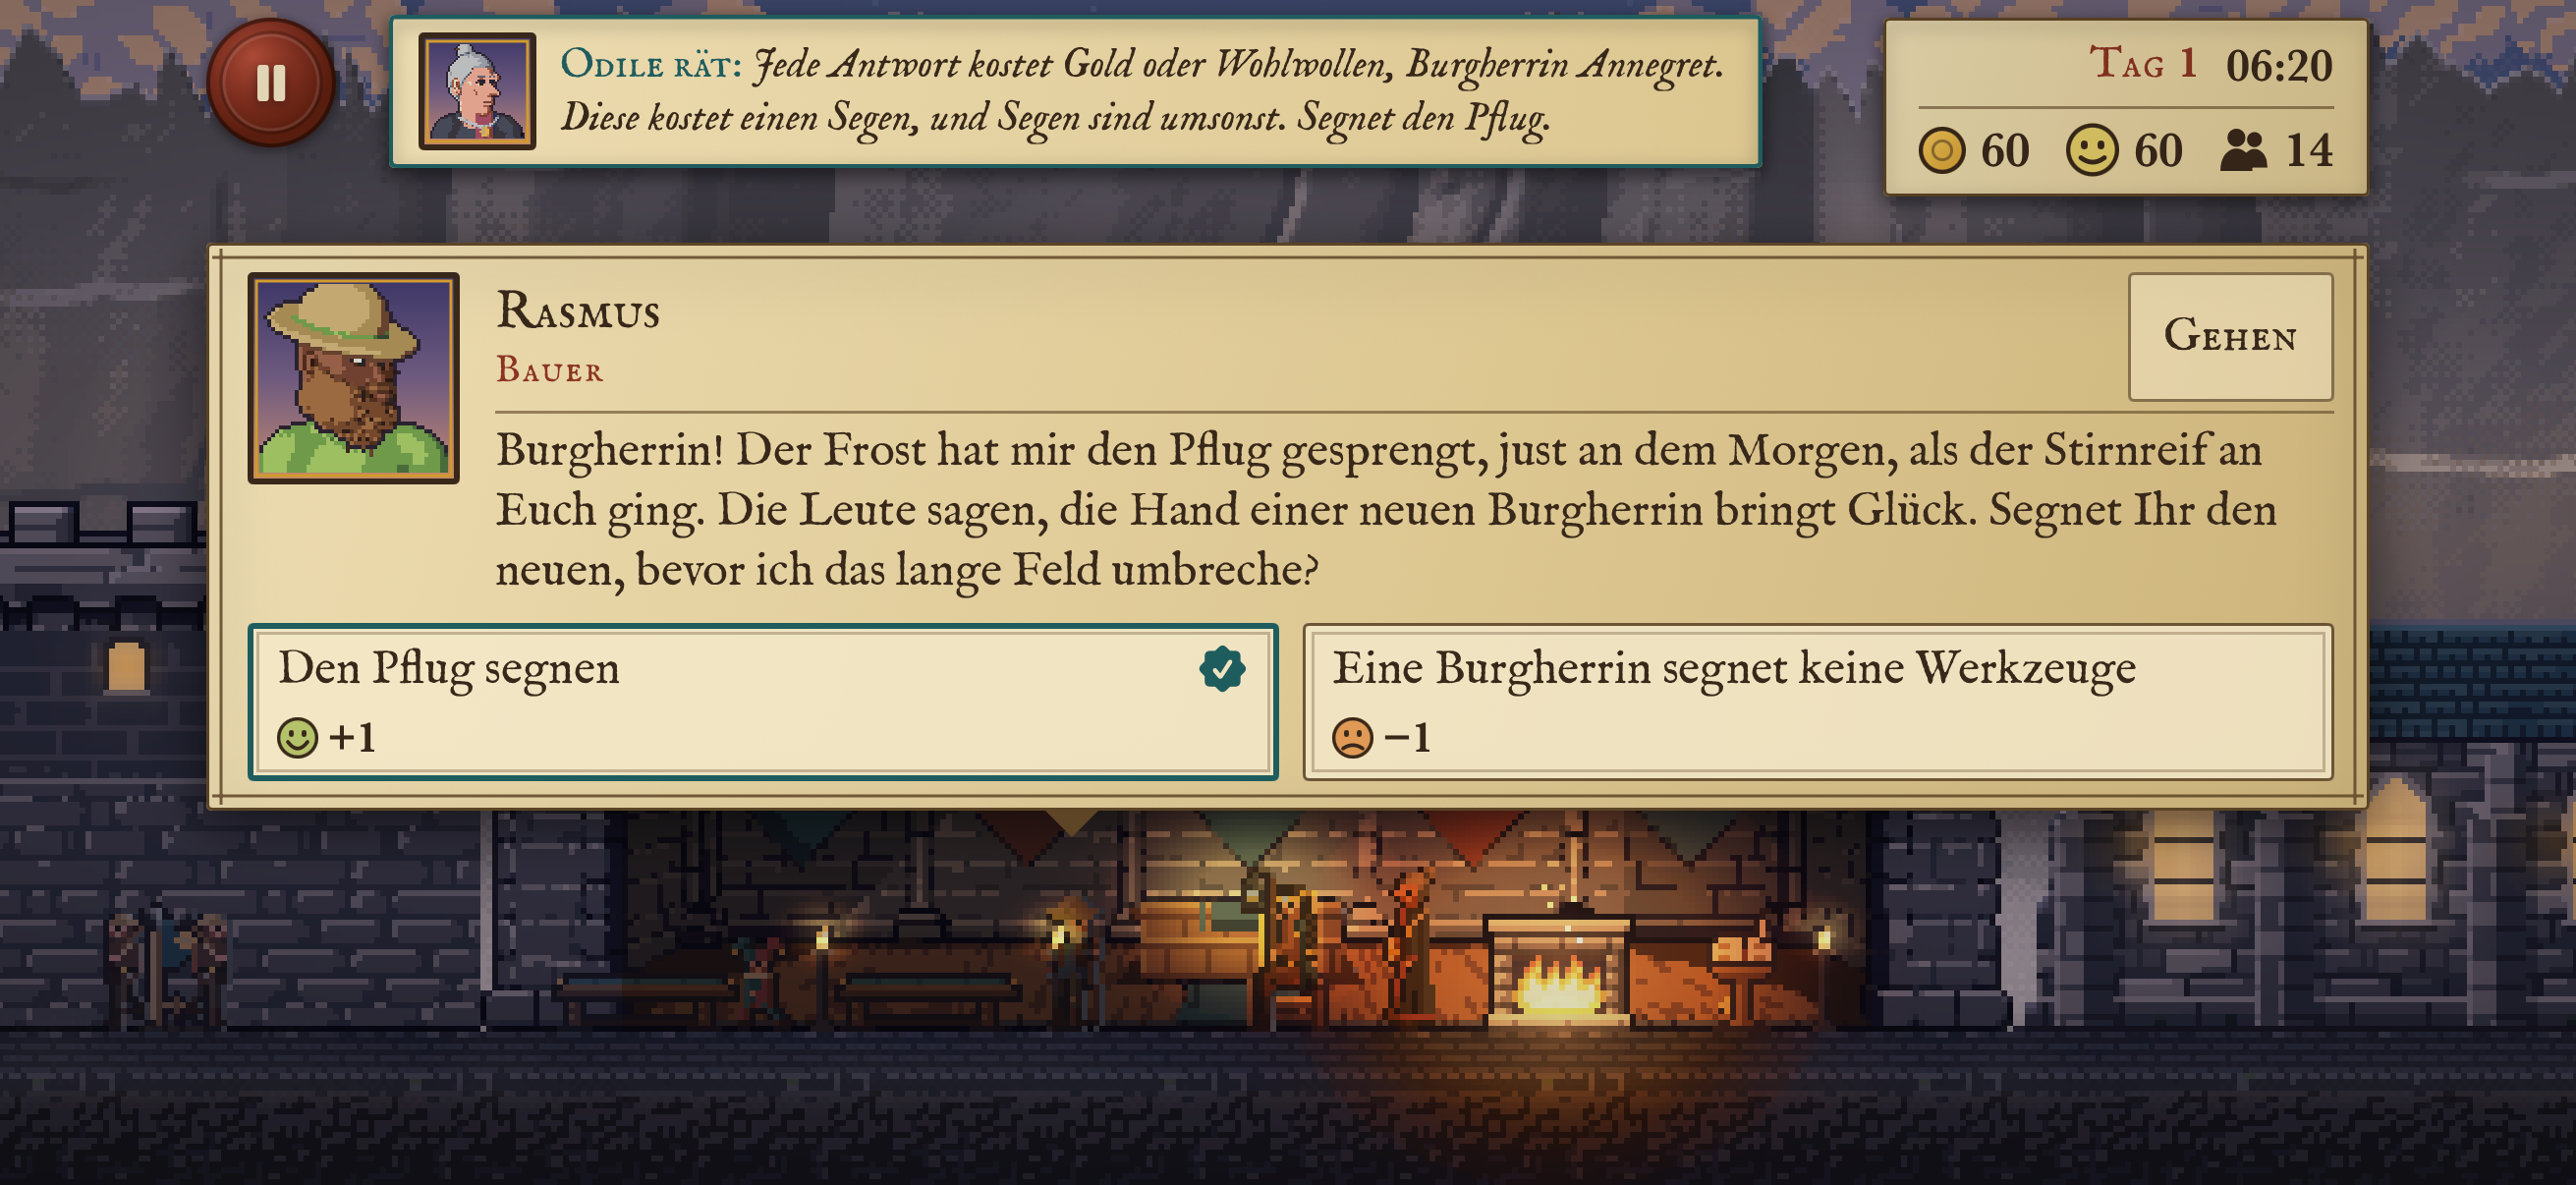 Odile rät: Jede Antwort kostet Gold oder Wohlwollen, Burgherrin Annegret.
Diese kostet einen Segen, und Segen sind umsonst. Segnet den Pflug.
Tag 1 06:20
60 60 14
Rasmus
Bauer
Gehen
Burgherrin! Der Frost hat mir den Pflug gesprengt, just an dem Morgen, als der Stirnreif an
Euch ging. Die Leute sagen, die Hand einer neuen Burgherrin bringt Glück. Segnet Ihr den
neuen, bevor ich das lange Feld umbreche?
Den Pflug segnen
+1
Eine Burgherrin segnet keine Werkzeuge
−1